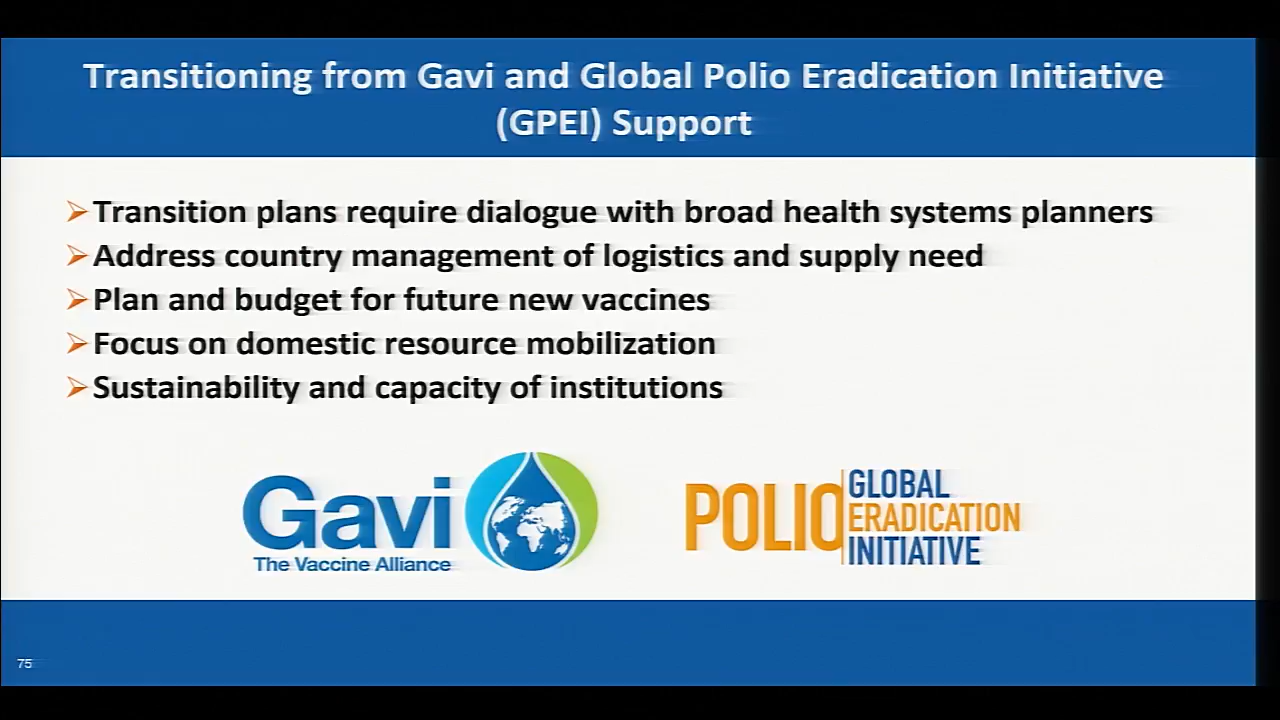 Transitioning from Gavi and Global Polio Eradication Initiative
(GPEI) Support
Transition plans require dialogue with broad health systems planners
Address country management of logistics and supply need
Plan and budget for future new vaccines
Focus on domestic resource mobilization
Sustainability and capacity of institutions
Gavi
The Vaccine Alliance
POLIO
GLOBAL
ERADICATION
INITIATIVE
75